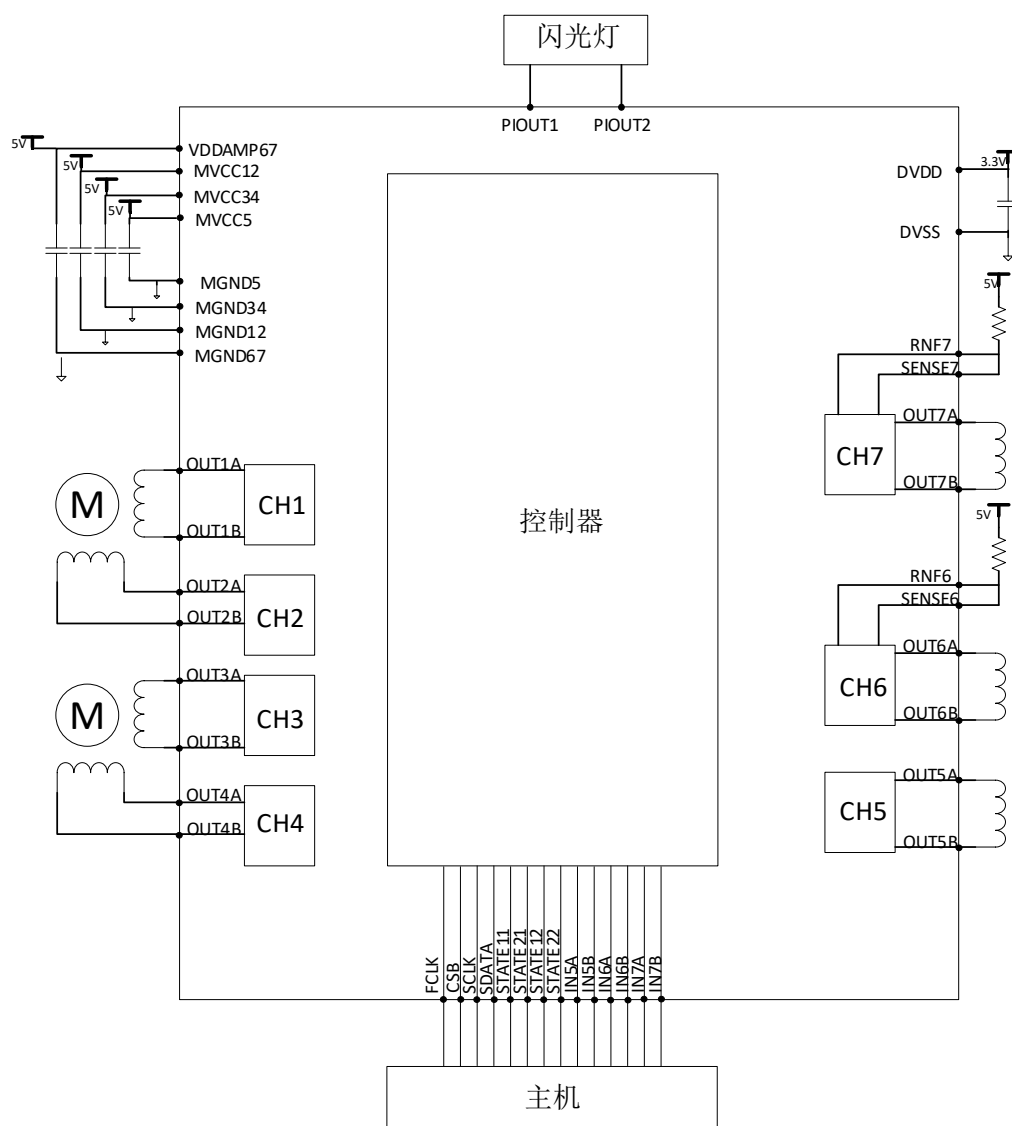 闪光灯
PIOUT1
PIOUT2
5V
VDDAMP67
5V
MVCC12
5V
MVCC34
5V
MVCC5
MGND5
MGND34
MGND12
MGND67
3.3V
DVDD
DVSS
5V
RNF7
SENSE7
OUT7A
CH7
OUT7B
5V
RNF6
SENSE6
OUT6A
CH6
OUT6B
OUT5A
CH5
OUT5B
控制器
M
OUT1A
CH1
OUT1B
OUT2A
CH2
OUT2B
M
OUT3A
CH3
OUT3B
OUT4A
CH4
OUT4B
FCLK
CSB
SCLK
SDATA
STATE11
STATE21
STATE12
STATE22
IN5A
IN5B
IN6A
IN6B
IN7A
IN7B
主机